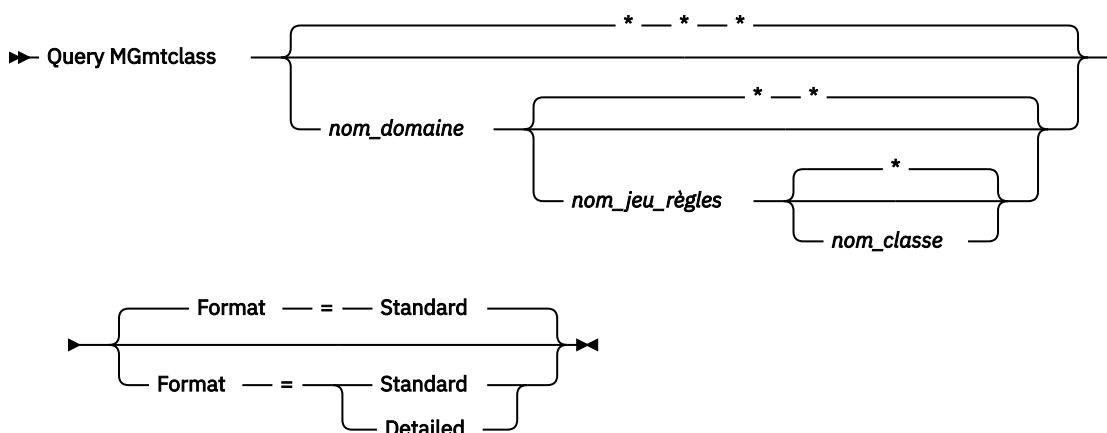 * * *
Query MGmtclass
* *
nom_domaine
*
nom_jeu_règles
nom_classe
Format = Standard
Format = Standard
Detailed